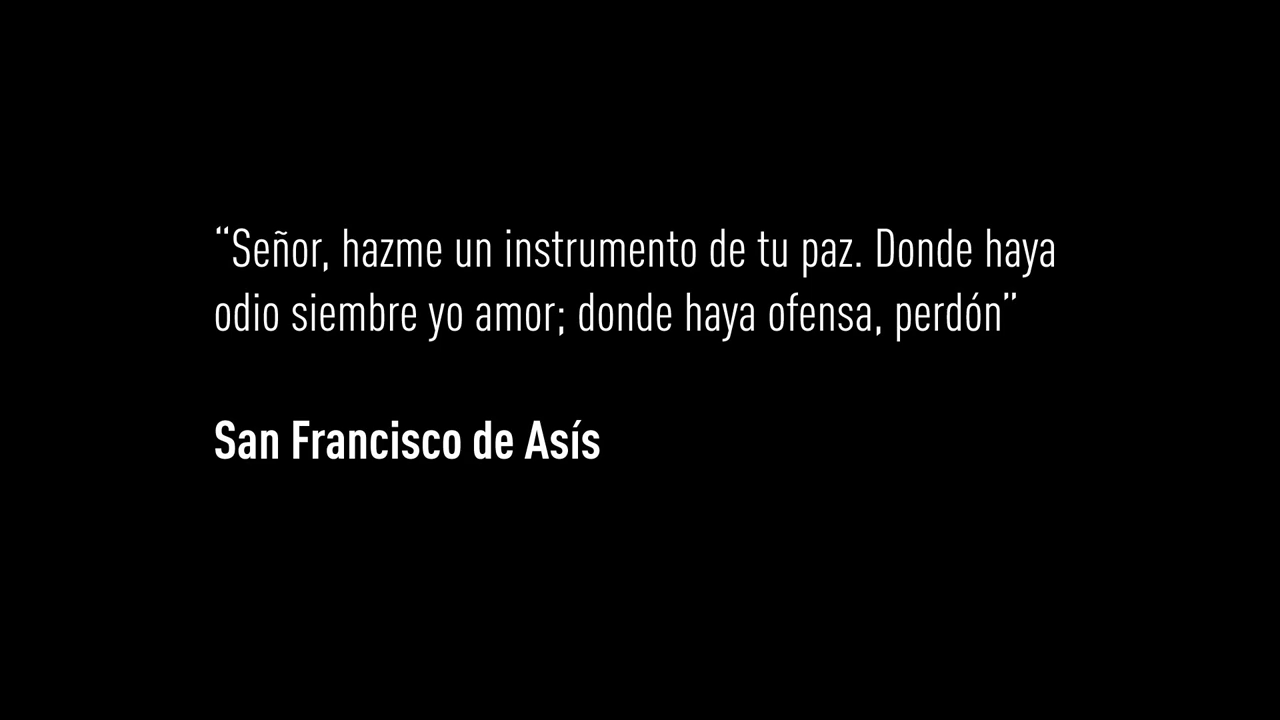 “Señor, hazme un instrumento de tu paz. Donde haya
odio siembre yo amor; donde haya ofensa, perdón”
San Francisco de Asís